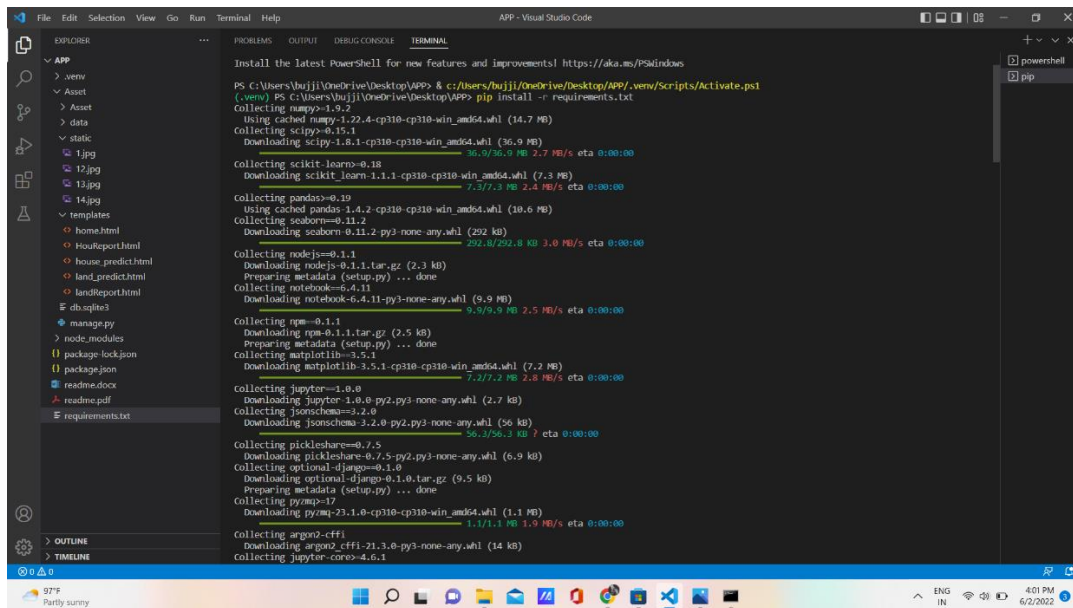 File Edit Selection View Go Run Terminal Help
APP - Visual Studio Code
EXPLORER
APP
.venv
Asset
Asset
data
static
1.jpg
12.jpg
13.jpg
14.jpg
templates
home.html
HouReport.html
house_predict.html
land_predict.html
landReport.html
db.sqlite3
manage.py
node_modules
package-lock.json
package.json
readme.docx
readme.pdf
requirements.txt
OUTLINE
TIMELINE
PROBLEMS OUTPUT DEBUG CONSOLE TERMINAL
Install the latest PowerShell for new features and improvements! https://aka.ms/PSWindows
PS C:\Users\bujji\OneDrive\Desktop\APP> & c:/Users/bujji/OneDrive/Desktop/APP/.venv/Scripts/Activate.ps1
(.venv) PS C:\Users\bujji\OneDrive\Desktop\APP> pip install -r requirements.txt
Collecting numpy>=1.9.2
Using cached numpy-1.22.4-cp310-cp310-win_amd64.whl (14.7 MB)
Collecting scipy>=0.15.1
Downloading scipy-1.8.1-cp310-cp310-win_amd64.whl (36.9 MB)
36.9/36.9 MB 2.7 MB/s eta 0:00:00
Collecting scikit-learn>=0.18
Downloading scikit_learn-1.1.1-cp310-cp310-win_amd64.whl (7.3 MB)
7.3/7.3 MB 2.4 MB/s eta 0:00:00
Collecting pandas>=0.19
Using cached pandas-1.4.2-cp310-cp310-win_amd64.whl (10.6 MB)
Collecting seaborn==0.11.2
Downloading seaborn-0.11.2-py3-none-any.whl (292 kB)
292.8/292.8 KB 3.0 MB/s eta 0:00:00
Collecting nodejs==0.1.1
Downloading nodejs-0.1.1.tar.gz (2.3 kB)
Preparing metadata (setup.py) ... done
Collecting notebook==6.4.11
Downloading notebook-6.4.11-py3-none-any.whl (9.9 MB)
9.9/9.9 MB 2.5 MB/s eta 0:00:00
Collecting npm==0.1.1
Downloading npm-0.1.1.tar.gz (2.5 kB)
Preparing metadata (setup.py) ... done
Collecting matplotlib==3.5.1
Downloading matplotlib-3.5.1-cp310-cp310-win_amd64.whl (7.2 MB)
7.2/7.2 MB 2.8 MB/s eta 0:00:00
Collecting jupyter==1.0.0
Downloading jupyter-1.0.0-py2.py3-none-any.whl (2.7 kB)
Collecting jsonschema==3.2.0
Downloading jsonschema-3.2.0-py2.py3-none-any.whl (56 kB)
56.3/56.3 KB ? eta 0:00:00
Collecting pickleshare==0.7.5
Downloading pickleshare-0.7.5-py2.py3-none-any.whl (6.9 kB)
Collecting optional-django==0.1.0
Downloading optional-django-0.1.0.tar.gz (9.5 kB)
Preparing metadata (setup.py) ... done
Collecting pyzmq>=17
Downloading pyzmq-23.1.0-cp310-cp310-win_amd64.whl (1.1 MB)
1.1/1.1 MB 1.9 MB/s eta 0:00:00
Collecting argon2-cffi
Downloading argon2_cffi-21.3.0-py3-none-any.whl (14 kB)
Collecting jupyter-core>=4.6.1
powershell
pip
0 0
97°F
Partly sunny
ENG
IN
4:01 PM
6/2/2022
3